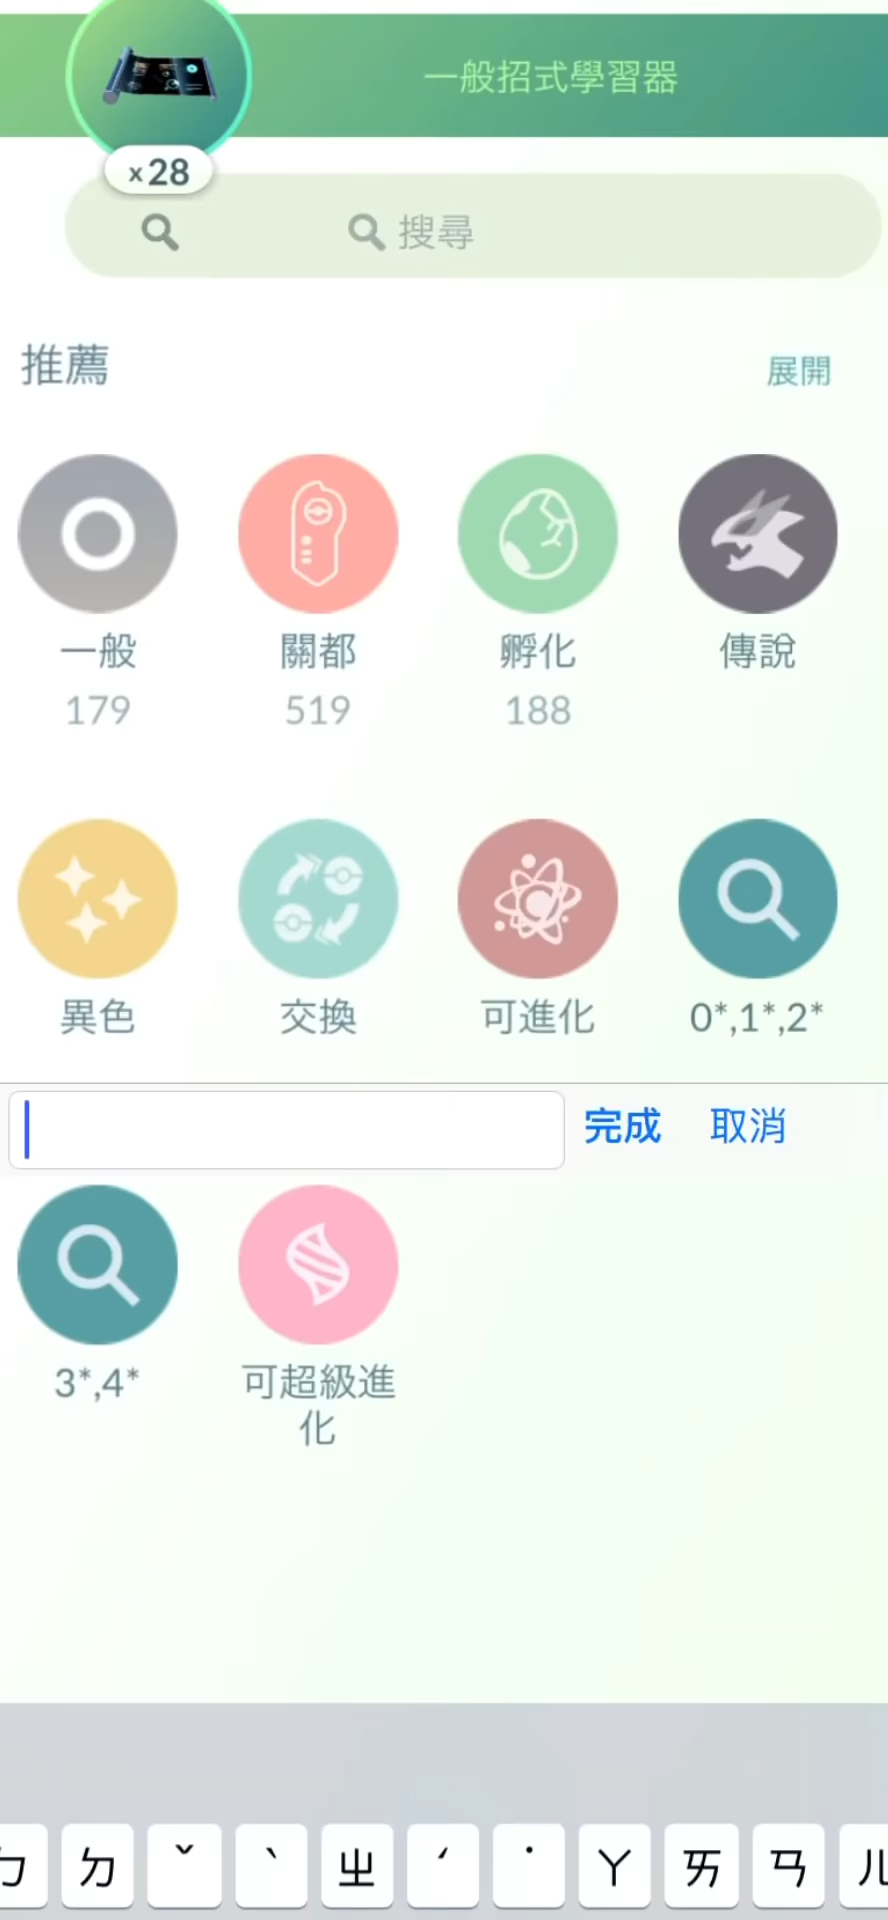 一般招式學習器
x28
搜尋
推薦
展開
一般
關都
孵化
傳說
179
519
188
異色
交換
可進化
0*,1*,2*
完成
取消
3*,4*
可超級進
化
ㄅ ㄉ ˇ ˋ ㄓ ˊ ˙ ㄚ ㄞ ㄢ ㄦ